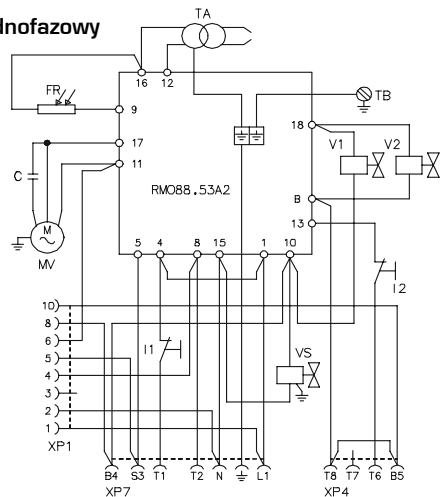 dnofazowy
TA
16 12
FR
9
TB
18
V1 V2
17
11
C
RMO88.53A2
M
MV
B
13
5 4 8 15 1 10
I2
I1
VS
10
8
6
5
4
3
2
1
XP1
B4 S3 T1 T2 N L1
XP7
T8 T7 T6 B5
XP4